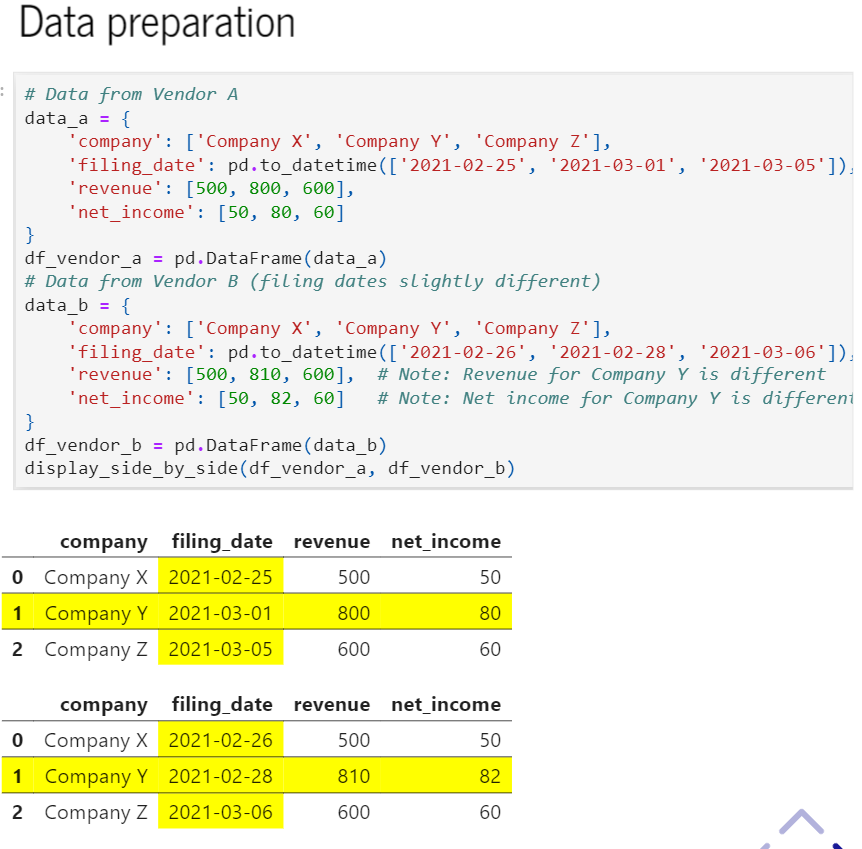 Data preparation
:
# Data from Vendor A
data_a = {
    'company': ['Company X', 'Company Y', 'Company Z'],
    'filing_date': pd.to_datetime(['2021-02-25', '2021-03-01', '2021-03-05']),
    'revenue': [500, 800, 600],
    'net_income': [50, 80, 60]
}
df_vendor_a = pd.DataFrame(data_a)
# Data from Vendor B (filing dates slightly different)
data_b = {
    'company': ['Company X', 'Company Y', 'Company Z'],
    'filing_date': pd.to_datetime(['2021-02-26', '2021-02-28', '2021-03-06']),
    'revenue': [500, 810, 600],  # Note: Revenue for Company Y is different
    'net_income': [50, 82, 60]   # Note: Net income for Company Y is different
}
df_vendor_b = pd.DataFrame(data_b)
display_side_by_side(df_vendor_a, df_vendor_b)
company filing_date revenue net_income
0 Company X 2021-02-25 500 50
1 Company Y 2021-03-01 800 80
2 Company Z 2021-03-05 600 60
company filing_date revenue net_income
0 Company X 2021-02-26 500 50
1 Company Y 2021-02-28 810 82
2 Company Z 2021-03-06 600 60